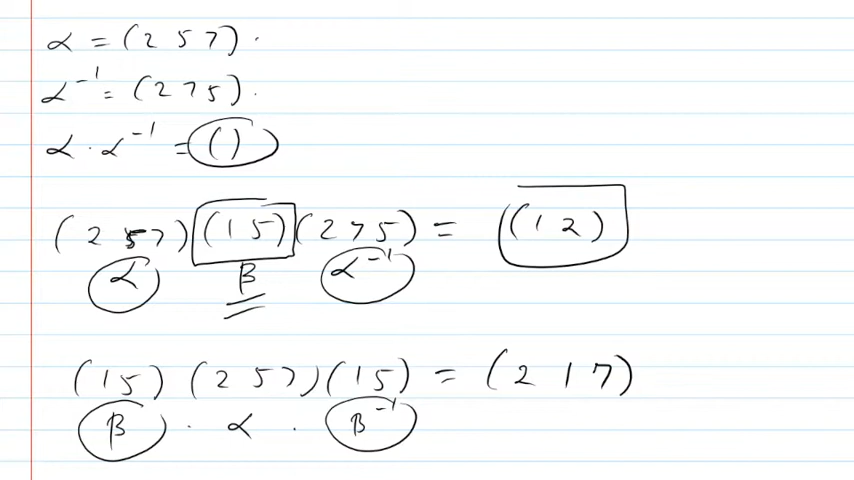 α = (2 5 7) .
α⁻¹ = (2 7 5) .
α . α⁻¹ = ( )
(2 5 7) (1 5) (2 7 5) = (1 2)
α β α⁻¹
(1 5) (2 5 7) (1 5) = (2 1 7)
β . α . β⁻¹